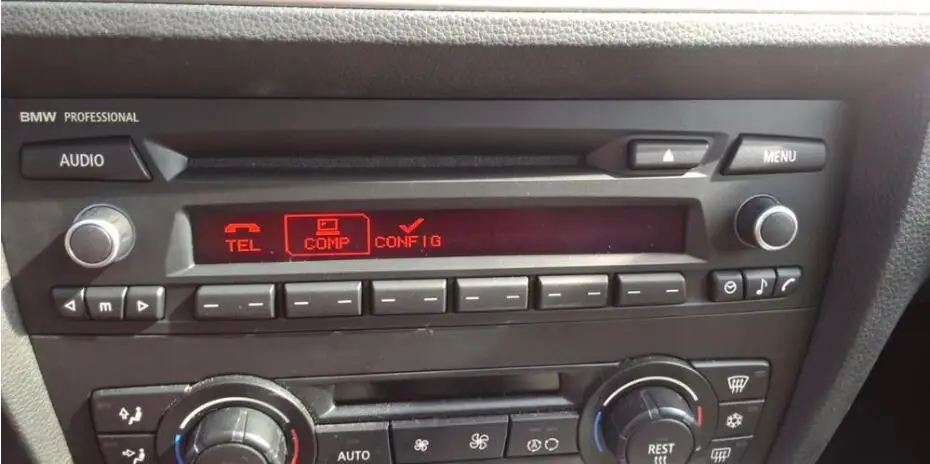 BMW PROFESSIONAL
AUDIO
MENU
TEL COMP CONFIG
m
AUTO
A
REST